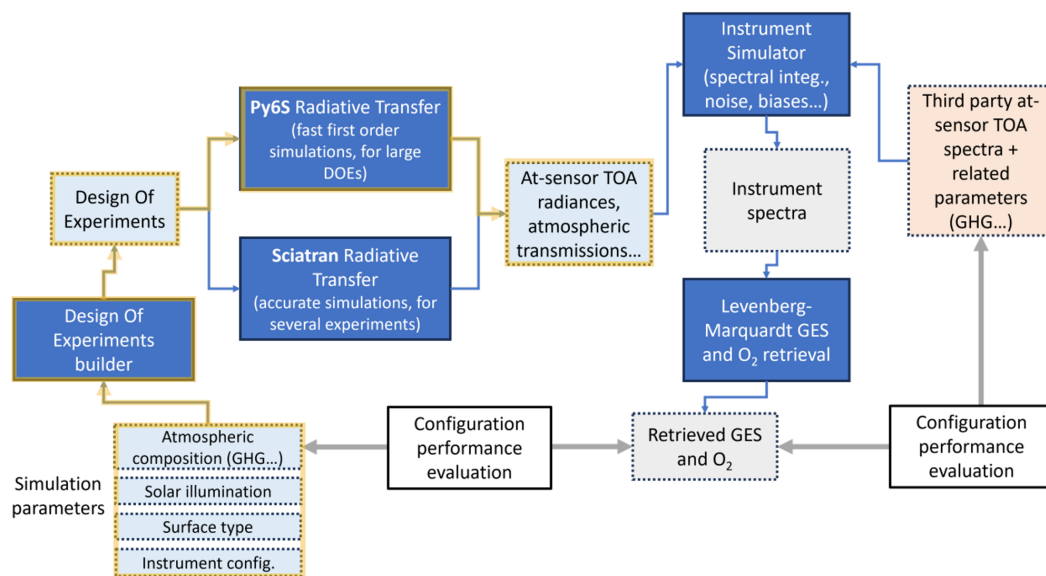 Instrument
Simulator
(spectral integ.,
noise, biases…)
Py6S Radiative Transfer
(fast first order
simulations, for large
DOEs)
Third party at-
sensor TOA
spectra +
related
parameters
(GHG…)
Design Of
Experiments
At-sensor TOA
radiances,
atmospheric
transmissions…
Instrument
spectra
Sciatran Radiative
Transfer
(accurate simulations, for
several experiments)
Design Of
Experiments
builder
Levenberg-
Marquardt GES
and O₂ retrieval
Configuration
performance
evaluation
Retrieved GES
and O₂
Configuration
performance
evaluation
Simulation
parameters
Atmospheric
composition (GHG…)
Solar illumination
Surface type
Instrument config.